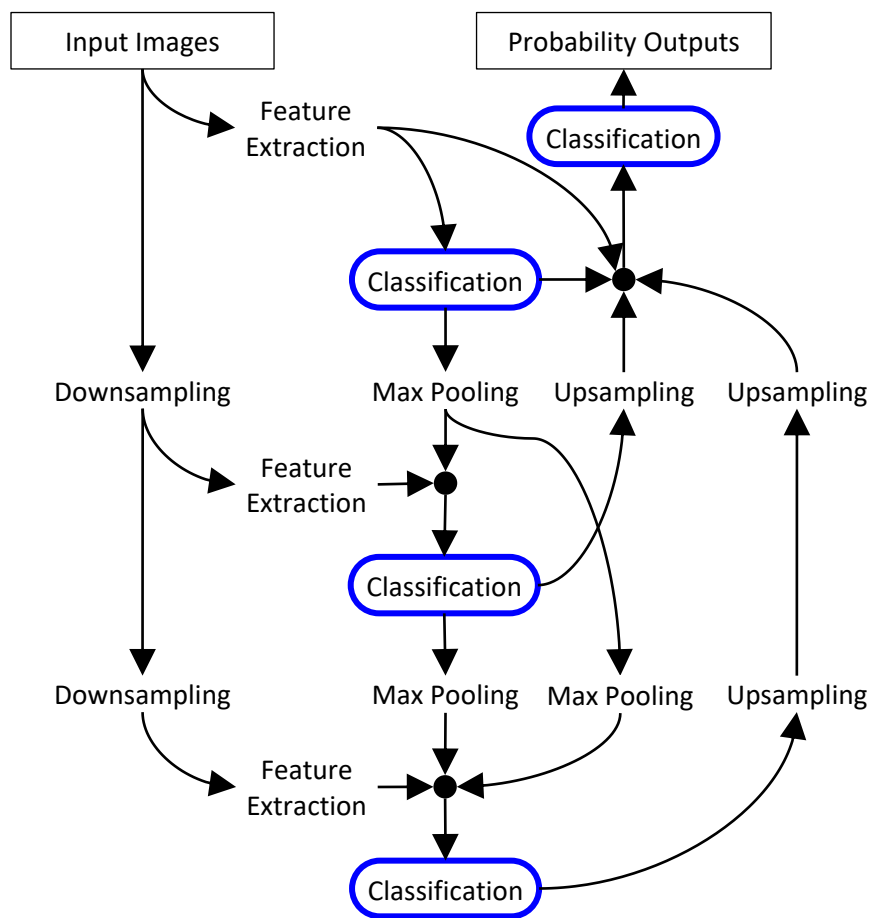 Input Images
Probability Outputs
Feature
Extraction
Classification
Classification
Downsampling
Max Pooling
Upsampling
Upsampling
Feature
Extraction
Classification
Downsampling
Max Pooling
Max Pooling
Upsampling
Feature
Extraction
Classification